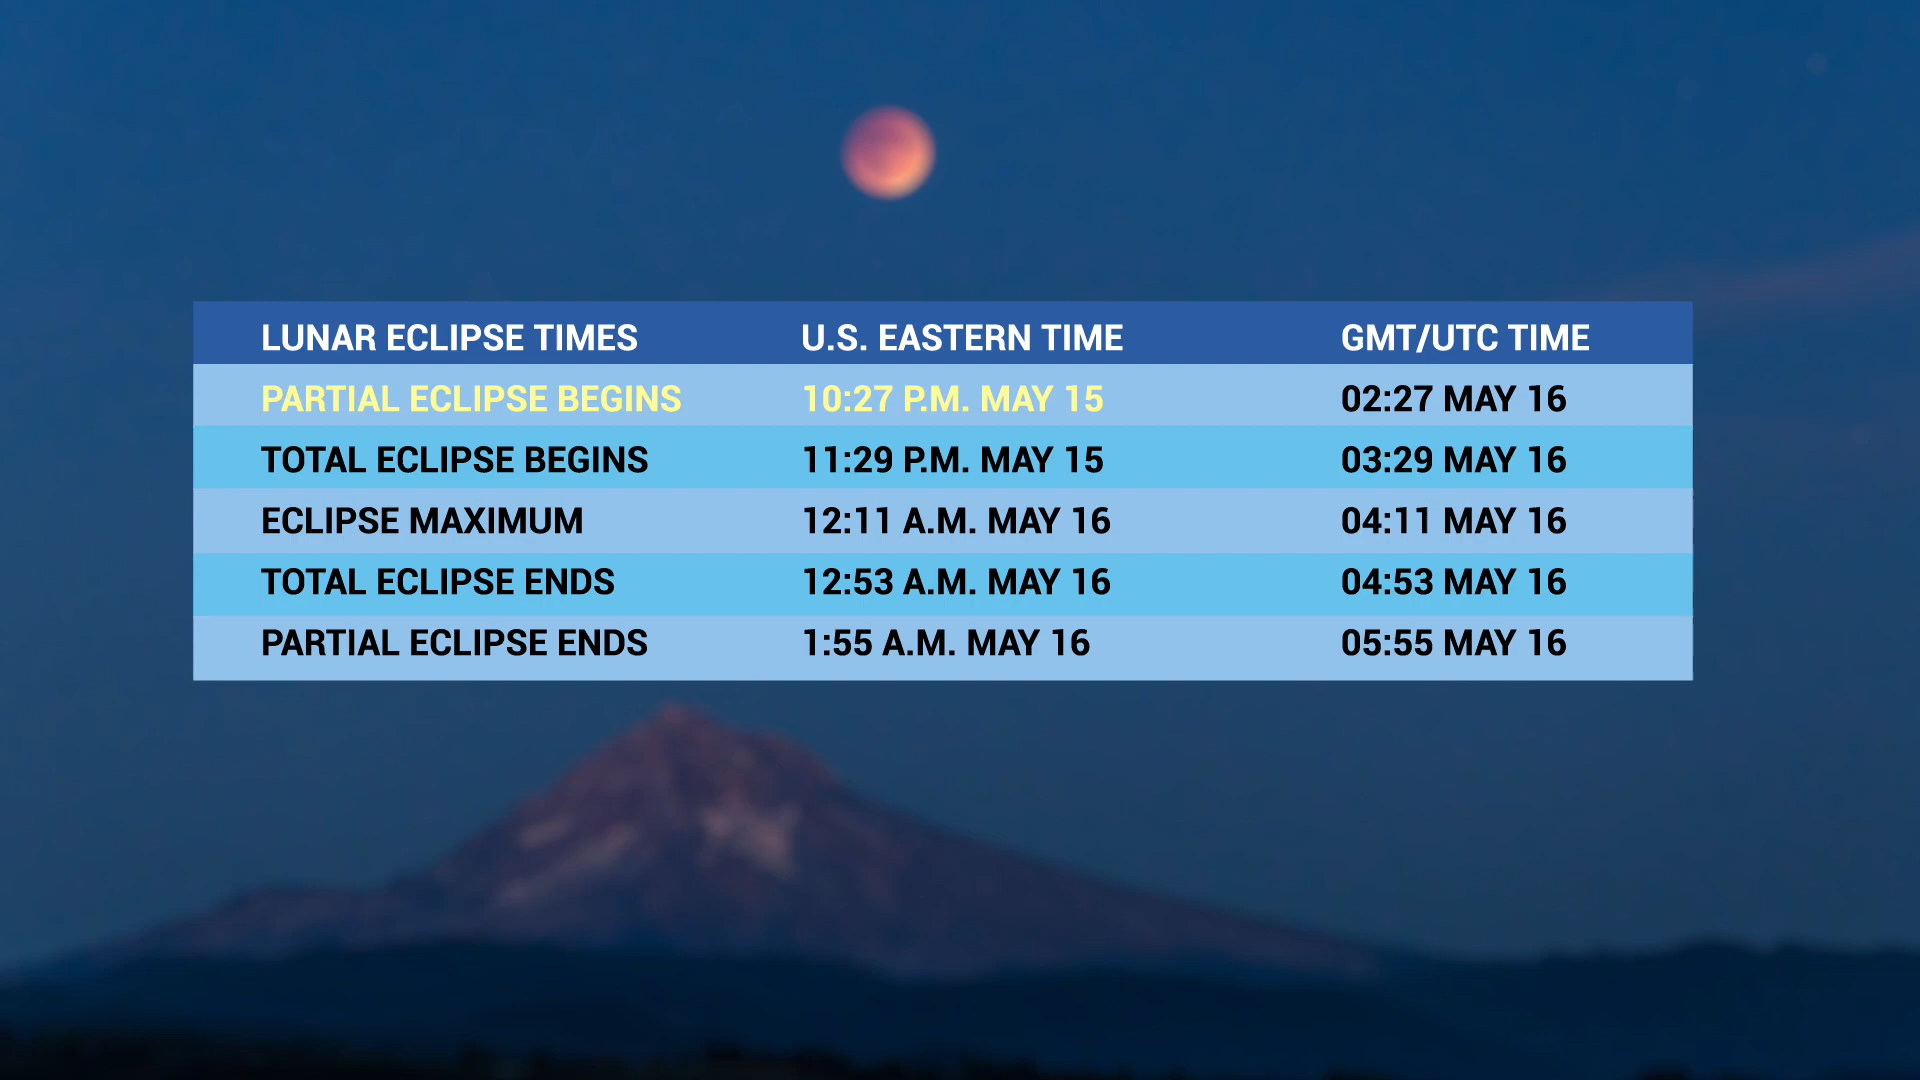 LUNAR ECLIPSE TIMES U.S. EASTERN TIME GMT/UTC TIME
PARTIAL ECLIPSE BEGINS 10:27 P.M. MAY 15 02:27 MAY 16
TOTAL ECLIPSE BEGINS 11:29 P.M. MAY 15 03:29 MAY 16
ECLIPSE MAXIMUM 12:11 A.M. MAY 16 04:11 MAY 16
TOTAL ECLIPSE ENDS 12:53 A.M. MAY 16 04:53 MAY 16
PARTIAL ECLIPSE ENDS 1:55 A.M. MAY 16 05:55 MAY 16